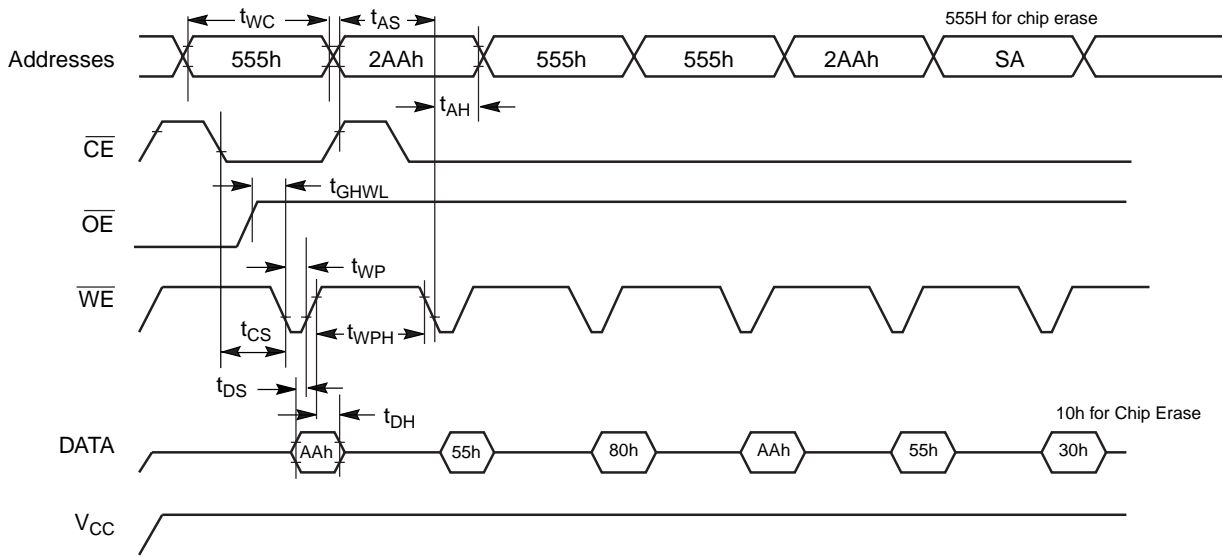 tWC tAS 555H for chip erase
Addresses 555h 2AAh 555h 555h 2AAh SA
tAH
CE
tGHWL
OE
tWP
WE
tCS tWPH
tDS
tDH 10h for Chip Erase
DATA AAh 55h 80h AAh 55h 30h
VCC